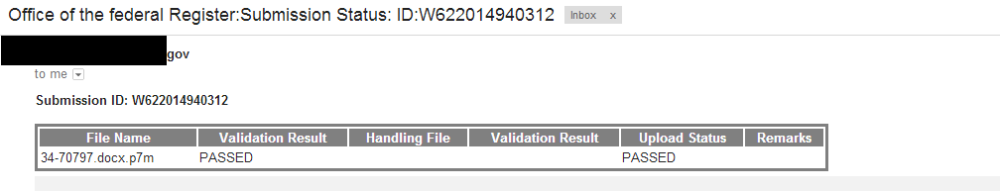 Office of the federal Register:Submission Status: ID:W622014940312 Inbox x
gov
to me
Submission ID: W622014940312
File Name Validation Result Handling File Validation Result Upload Status Remarks
34-70797.docx.p7m PASSED PASSED